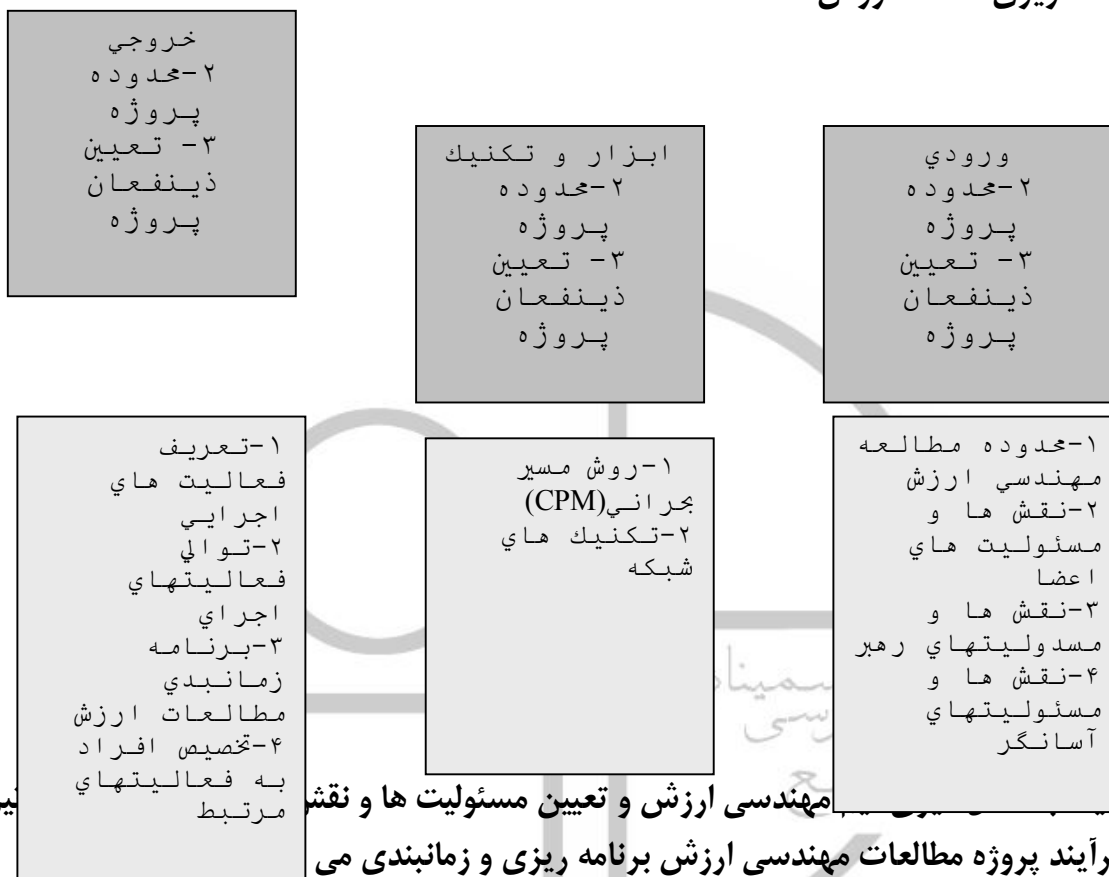 خروجي
۲-محدوده
پروژه
۳- تعيين
ذينفعان
پروژه
ابزار و تكنيك
۲-محدوده
پروژه
۳- تعيين
ذينفعان
پروژه
ورودي
۲-محدوده
پروژه
۳- تعيين
ذينفعان
پروژه
۱-تعريف
فعاليت هاي
اجرايي
۲-توالي
فعاليتهاي
اجراي
۳-برنامه
زمانبدي
مطالعات ارزش
۴-تخصيص افراد
به فعاليتهاي
مرتبط
۱-روش مسير
بحراني(CPM)
۲-تكنيك هاي
شبكه
۱-محدوده مطالعه
مهندسي ارزش
۲-نقش ها و
مسئوليت هاي
اعضا
۳-نقش ها و
مسدوليتهاي رهبر
۴-نقش ها و
مسئوليتهاي
آسانگر
مهندسی ارزش و تعیین مسئولیت ها و
پروژه مطالعات مهندسی ارزش برنامه ریزی و زمانبندی می